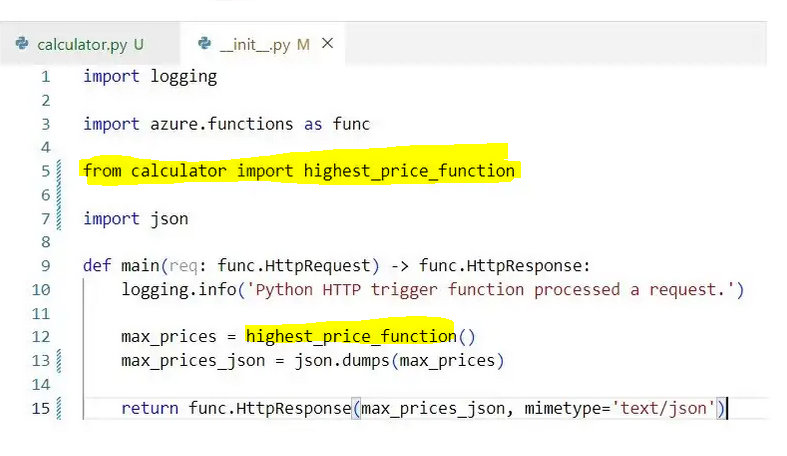 calculator.py U
__init__.py M
1 import logging
2
3 import azure.functions as func
4
5 from calculator import highest_price_function
6
7 import json
8
9 def main(req: func.HttpRequest) -> func.HttpResponse:
10 logging.info('Python HTTP trigger function processed a request.')
11
12 max_prices = highest_price_function()
13 max_prices_json = json.dumps(max_prices)
14
15 return func.HttpResponse(max_prices_json, mimetype='text/json')